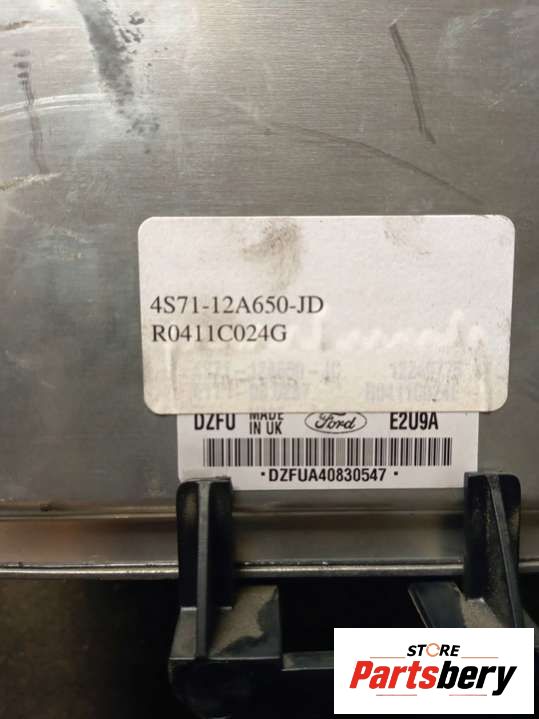 4S71-12A650-JD
R0411C024G
DZFU MADE IN UK Ford E2U9A
·DZFUA40830547·
STORE
Partsbery